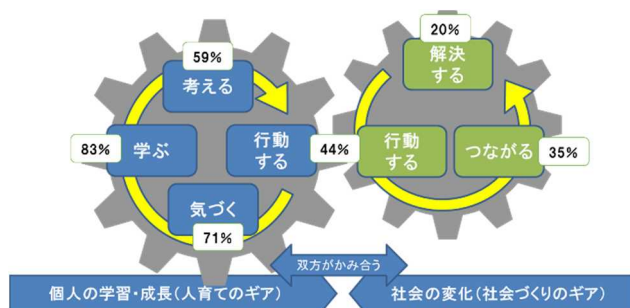 59%
考える
83%
学ぶ
行動
する
44%
気づく
71%
20%
解決
する
行動
する
つながる
35%
双方がかみ合う
個人の学習・成長(人育てのギア)
社会の変化(社会づくりのギア)